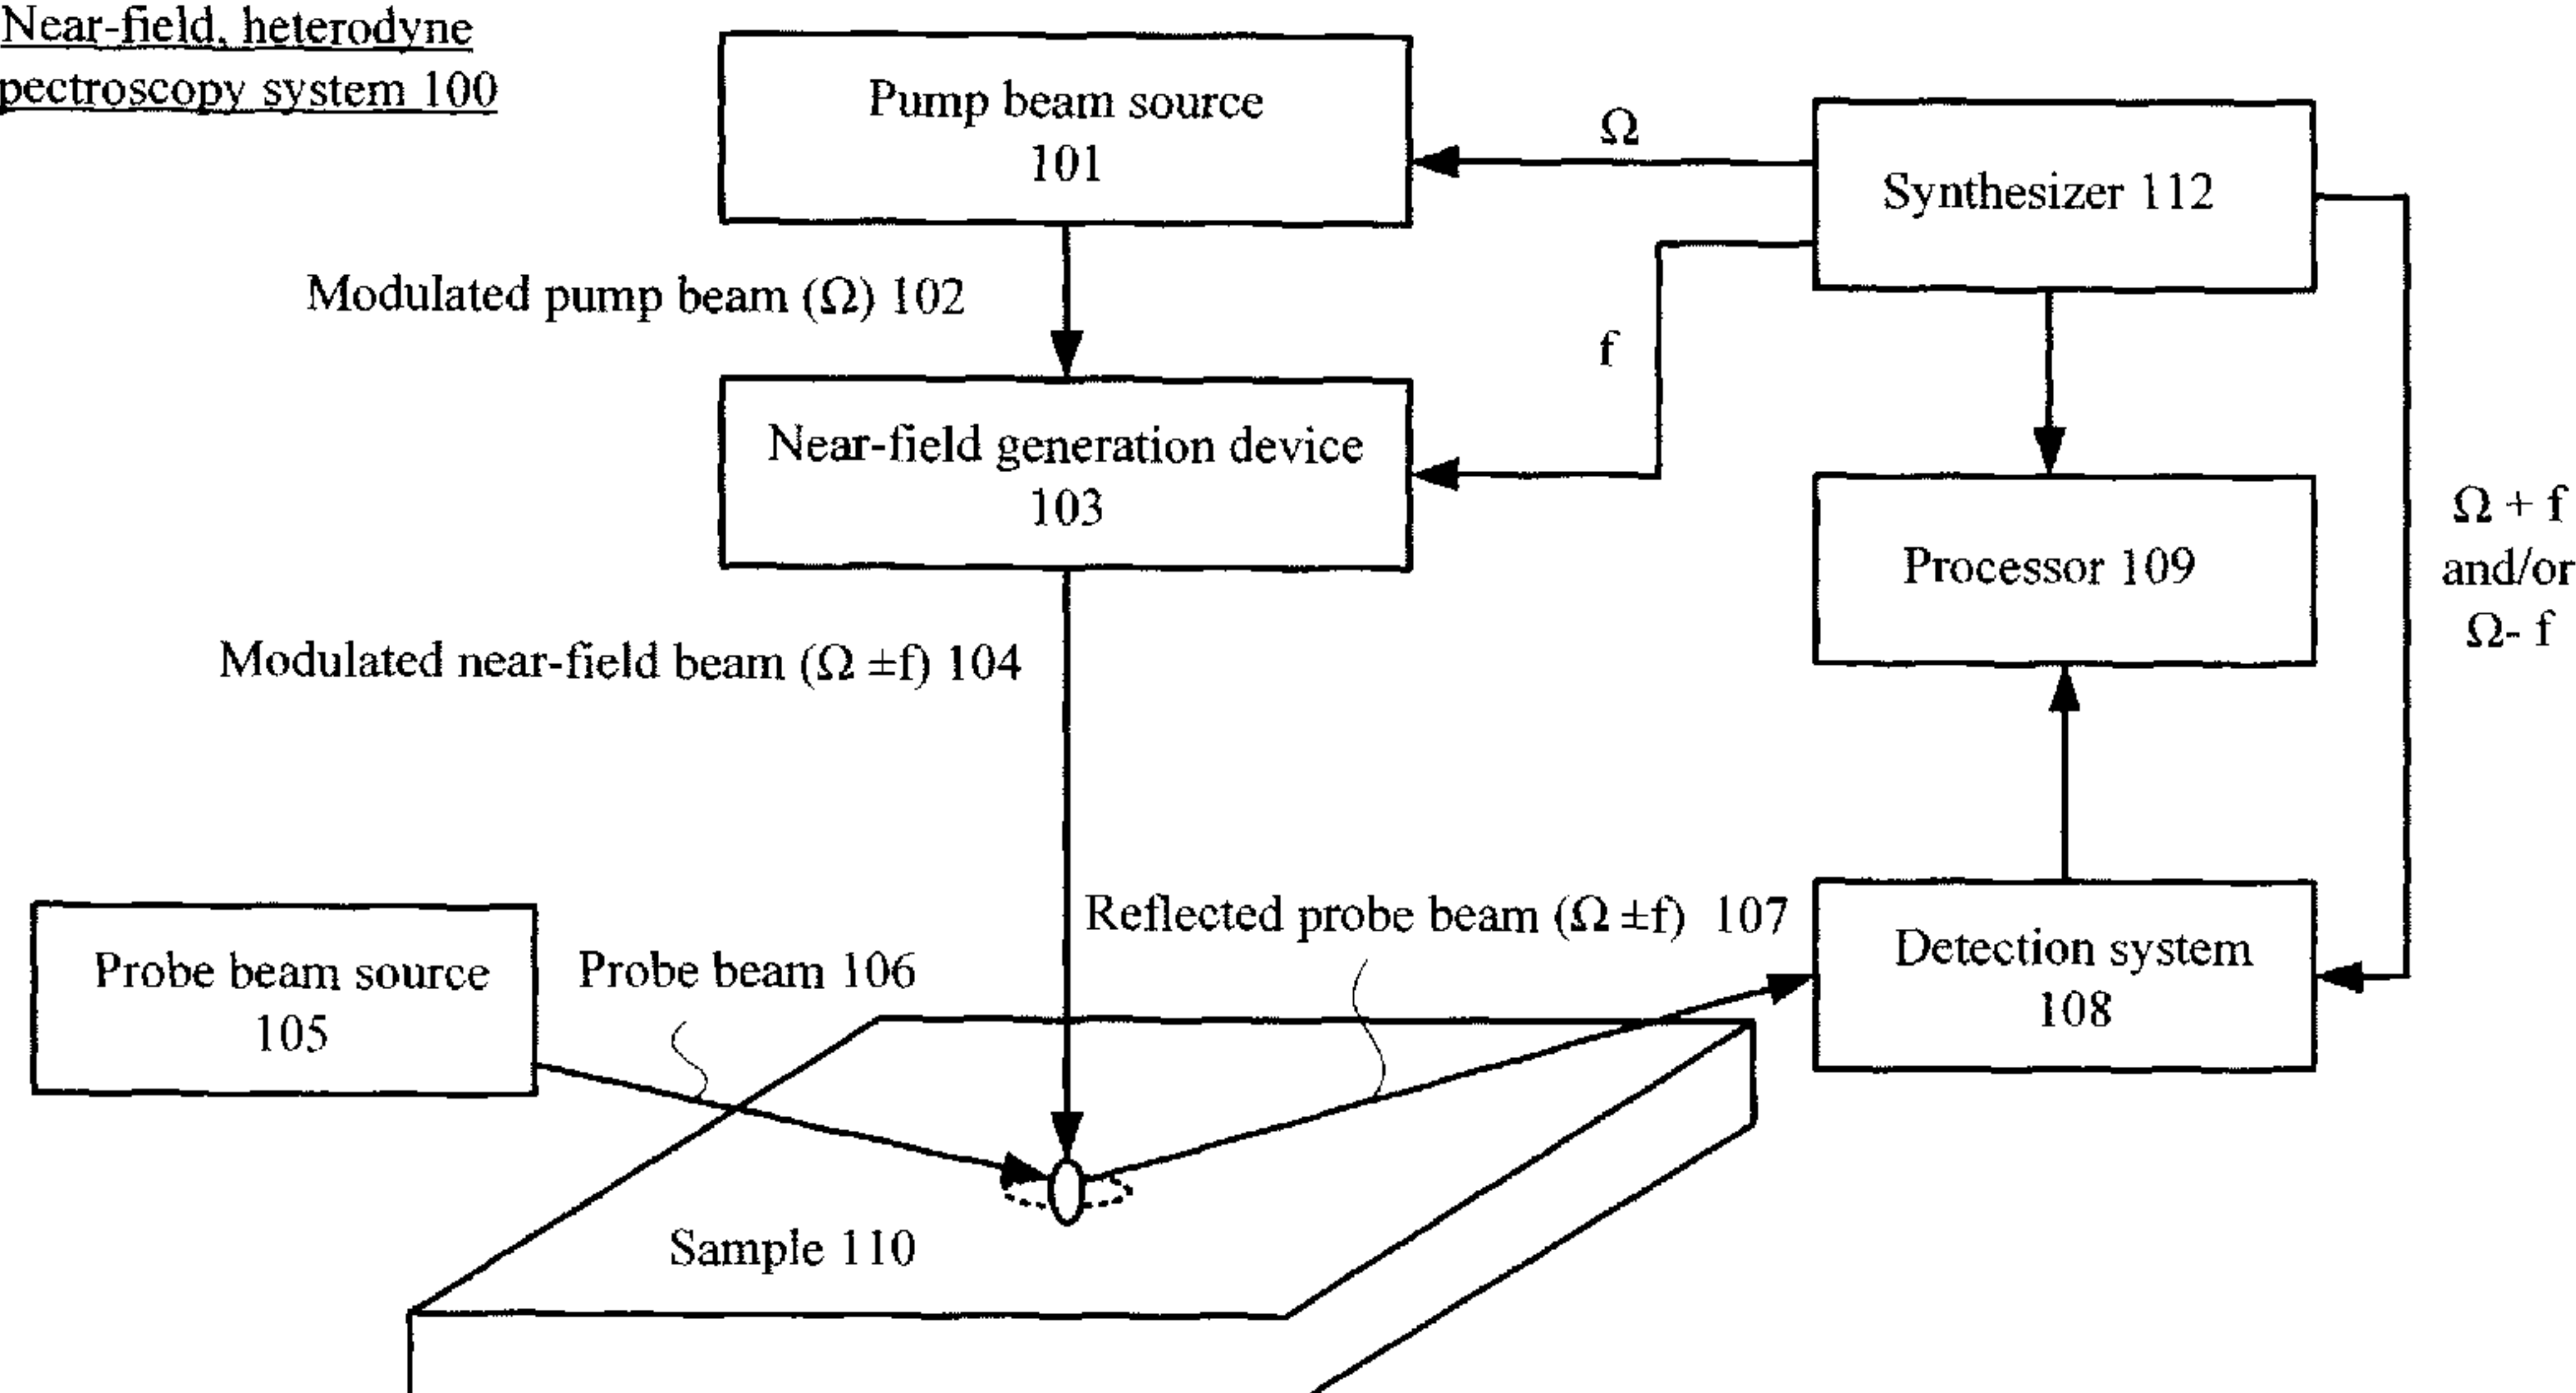 Near-field, heterodyne
pectroscopy system 100
Pump beam source
101
Ω
Synthesizer 112
Modulated pump beam (Ω) 102
f
Near-field generation device
103
Ω + f
and/or
Ω- f
Processor 109
Modulated near-field beam (Ω ±f) 104
Reflected probe beam (Ω ±f) 107
Probe beam source
105
Probe beam 106
Detection system
108
Sample 110